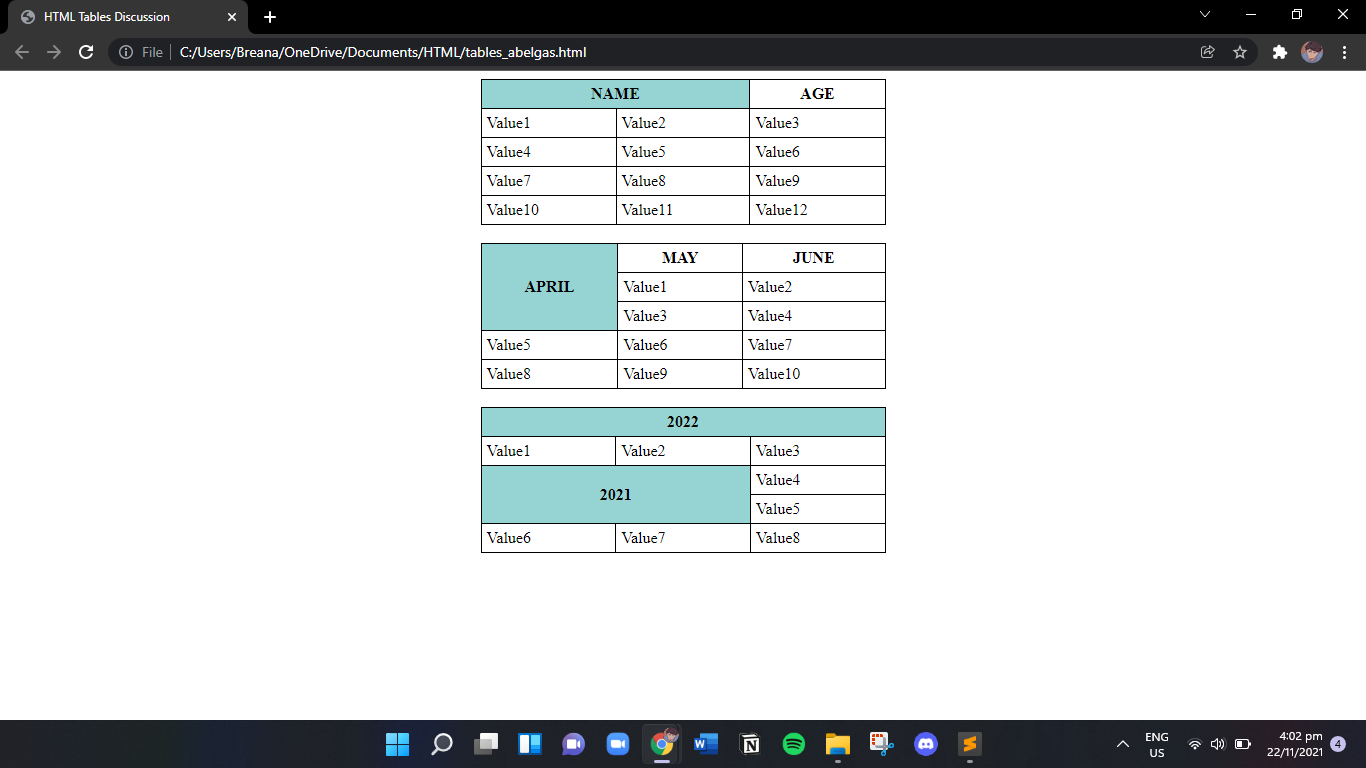 HTML Tables Discussion
File C:/Users/Breana/OneDrive/Documents/HTML/tables_abelgas.html
NAME AGE
Value1 Value2 Value3
Value4 Value5 Value6
Value7 Value8 Value9
Value10 Value11 Value12
APRIL MAY JUNE
Value1 Value2
Value3 Value4
Value5 Value6 Value7
Value8 Value9 Value10
2022
Value1 Value2 Value3
2021 Value4
Value5
Value6 Value7 Value8
ENG 4:02 pm
US 22/11/2021 4